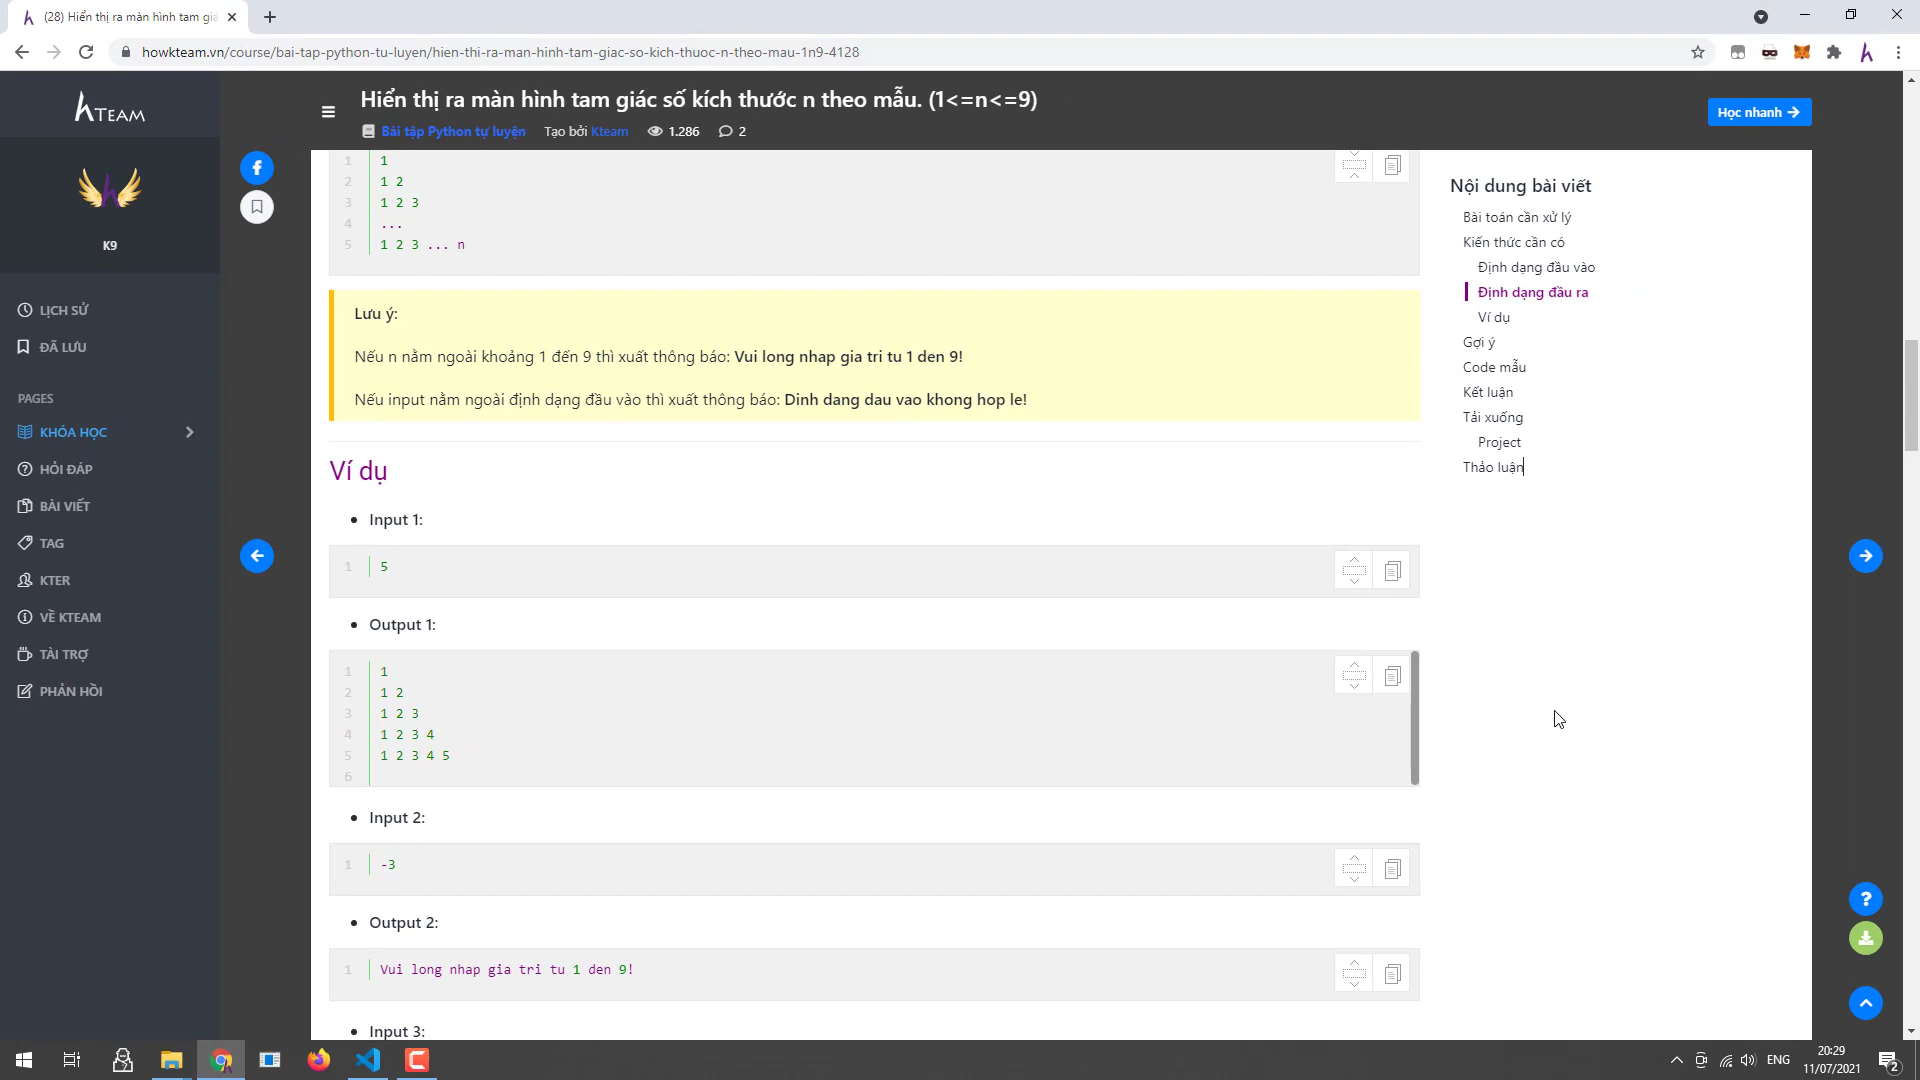 (28) Hiển thị ra màn hình tam giá
howkteam.vn/course/bai-tap-python-tu-luyen/hien-thi-ra-man-hinh-tam-giac-so-kich-thuoc-n-theo-mau-1n9-4128
TEAM
Hiển thị ra màn hình tam giác số kích thước n theo mẫu. (1<=n<=9)
Bài tập Python tự luyện Tạo bởi Kteam 1.286 2
Học nhanh
K9
LỊCH SỬ
ĐÃ LƯU
PAGES
KHÓA HỌC
HỎI ĐÁP
BÀI VIẾT
TAG
KTER
VỀ KTEAM
TÀI TRỢ
PHẢN HỒI
1 1
2 1 2
3 1 2 3
4 ...
5 1 2 3 ... n
Lưu ý:
Nếu n nằm ngoài khoảng 1 đến 9 thì xuất thông báo: Vui long nhap gia tri tu 1 den 9!
Nếu input nằm ngoài định dạng đầu vào thì xuất thông báo: Dinh dang dau vao khong hop le!
Ví dụ
Input 1:
1 5
Output 1:
1 1
2 1 2
3 1 2 3
4 1 2 3 4
5 1 2 3 4 5
6
Input 2:
1 -3
Output 2:
1 Vui long nhap gia tri tu 1 den 9!
Input 3:
Nội dung bài viết
Bài toán cần xử lý
Kiến thức cần có
Định dạng đầu vào
Định dạng đầu ra
Ví dụ
Gợi ý
Code mẫu
Kết luận
Tải xuống
Project
Thảo luận
ENG
20:29
11/07/2021
2